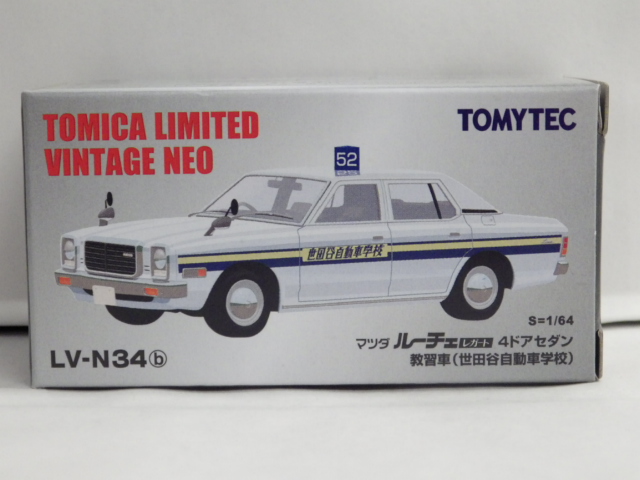 TOMICA LIMITED
VINTAGE NEO
TOMYTEC
52
世田谷自動車学校
S=1/64
マツダ ルーチェ レガート 4ドアセダン
教習車(世田谷自動車学校)
LV-N34ⓑ